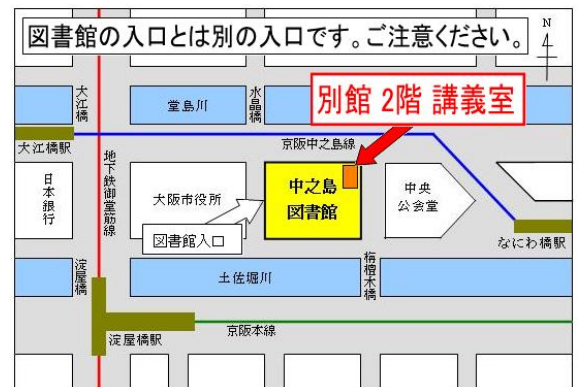 図書館の入口とは別の入口です。ご注意ください。
N
大江橋
堂島川
水晶橋
別館 2階 講義室
大江橋駅
京阪中之島線
地下鉄御堂筋線
日本銀行
大阪市役所
中之島
図書館
中央
公会堂
図書館入口
なにわ橋駅
淀屋橋
土佐堀川
栴檀木橋
淀屋橋駅
京阪本線